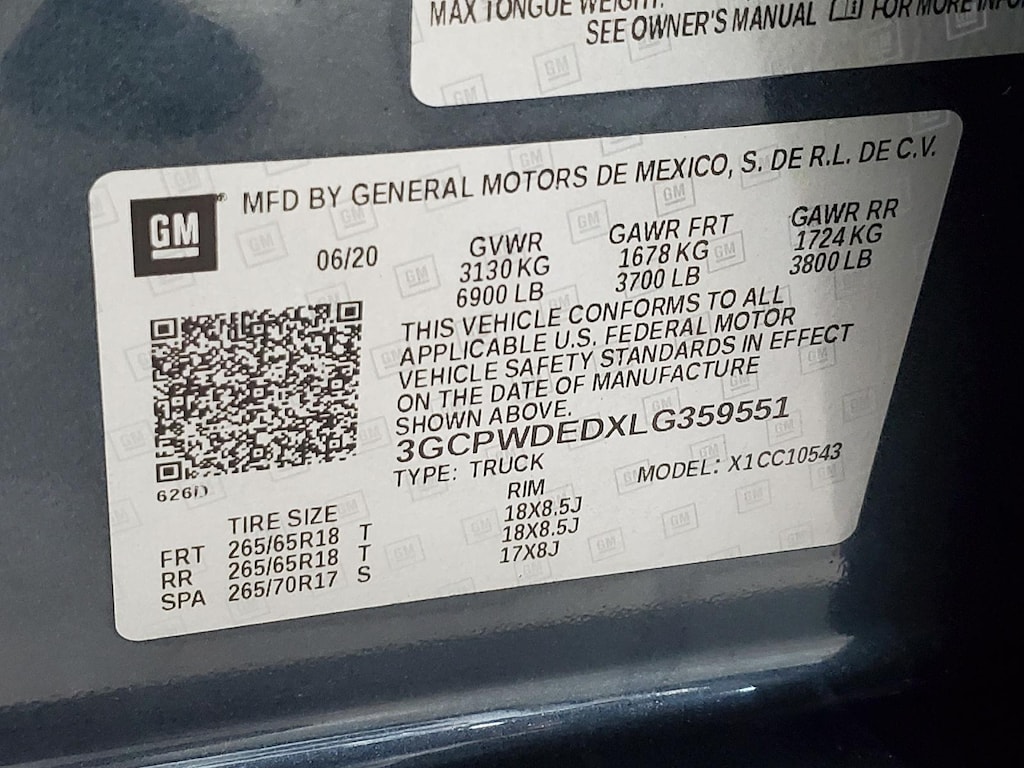 MAX TONGUE WEIGHT:
SEE OWNER'S MANUAL FOR MORE
GM MFD BY GENERAL MOTORS DE MEXICO, S. DE R.L. DE C.V.
06/20 GVWR GAWR FRT GAWR RR
3130 KG 1678 KG 1724 KG
6900 LB 3700 LB 3800 LB
THIS VEHICLE CONFORMS TO ALL
APPLICABLE U.S. FEDERAL MOTOR
VEHICLE SAFETY STANDARDS IN EFFECT
ON THE DATE OF MANUFACTURE
SHOWN ABOVE.
3GCPWDEDXLG359551
TYPE: TRUCK MODEL: X1CC10543
626D
TIRE SIZE RIM
FRT 265/65R18 T 18X8.5J
RR 265/65R18 T 18X8.5J
SPA 265/70R17 S 17X8J